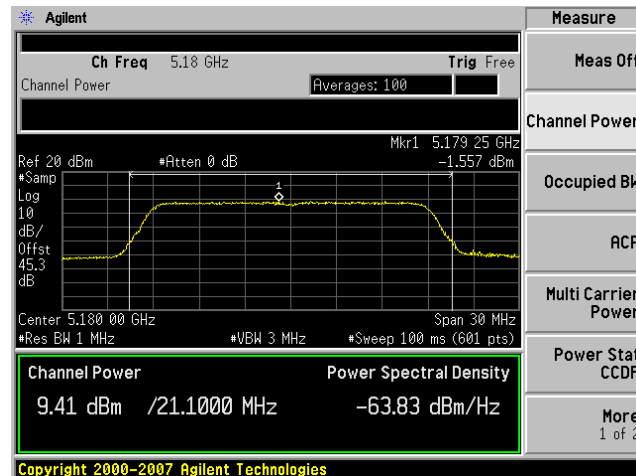 Agilent
Measure
Ch Freq 5.18 GHz Trig Free
Channel Power Averages: 100
Meas Off
Channel Power
Mkr1 5.179 25 GHz
Ref 20 dBm #Atten 0 dB -1.557 dBm
#Samp
Log
10
dB/
Offst
45.3
dB
1
Occupied BW
ACP
Multi Carrier
Power
Center 5.180 00 GHz Span 30 MHz
#Res BW 1 MHz #VBW 3 MHz #Sweep 100 ms (601 pts)
Power Stat
CCDF
Channel Power Power Spectral Density
9.41 dBm /21.1000 MHz -63.83 dBm/Hz
More
1 of 2
Copyright 2000-2007 Agilent Technologies